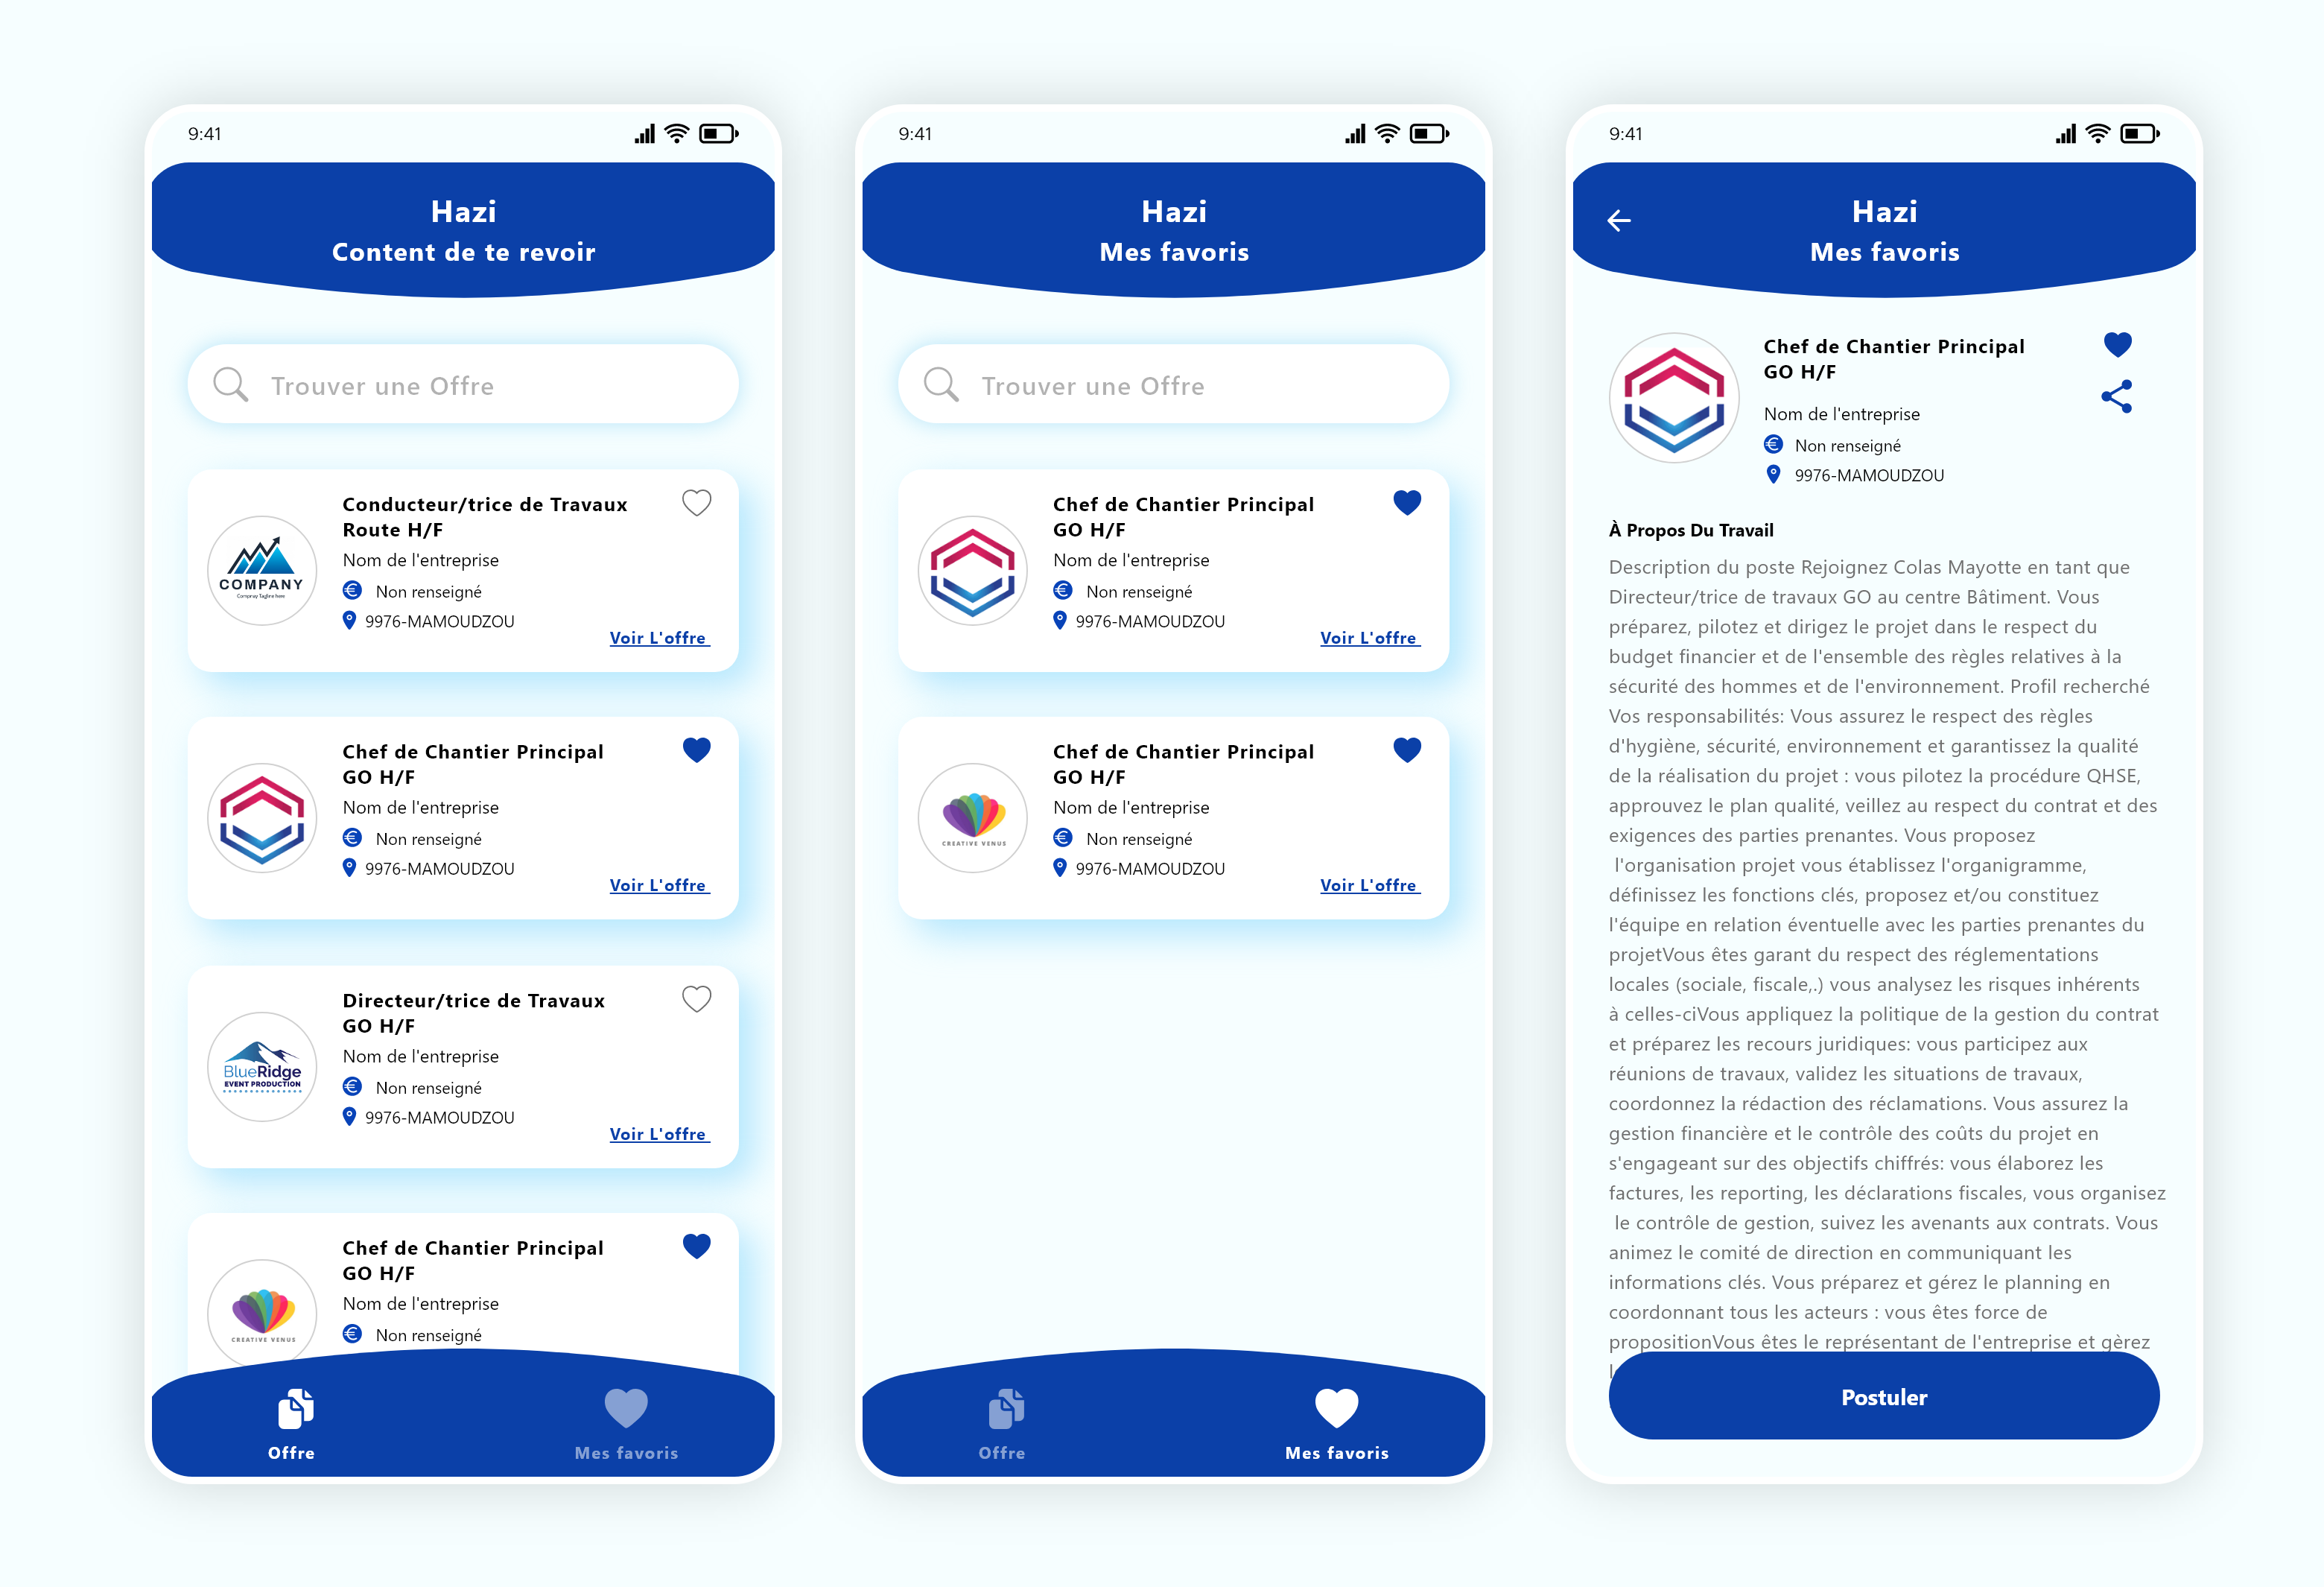 9:41
Hazi
Content de te revoir
Trouver une Offre
COMPANY
Compnay Tagline here
Conducteur/trice de Travaux
Route H/F
Nom de l'entreprise
Non renseigné
9976-MAMOUDZOU
Voir L'offre
Chef de Chantier Principal
GO H/F
Nom de l'entreprise
Non renseigné
9976-MAMOUDZOU
Voir L'offre
BlueRidge
EVENT PRODUCTION
Directeur/trice de Travaux
GO H/F
Nom de l'entreprise
Non renseigné
9976-MAMOUDZOU
Voir L'offre
CREATIVE VENUS
Chef de Chantier Principal
GO H/F
Nom de l'entreprise
Non renseigné
Offre
Mes favoris
9:41
Hazi
Mes favoris
Trouver une Offre
Chef de Chantier Principal
GO H/F
Nom de l'entreprise
Non renseigné
9976-MAMOUDZOU
Voir L'offre
CREATIVE VENUS
Chef de Chantier Principal
GO H/F
Nom de l'entreprise
Non renseigné
9976-MAMOUDZOU
Voir L'offre
Offre
Mes favoris
9:41
Hazi
Mes favoris
Chef de Chantier Principal
GO H/F
Nom de l'entreprise
Non renseigné
9976-MAMOUDZOU
À Propos Du Travail
Description du poste Rejoignez Colas Mayotte en tant que
Directeur/trice de travaux GO au centre Bâtiment. Vous
préparez, pilotez et dirigez le projet dans le respect du
budget financier et de l'ensemble des règles relatives à la
sécurité des hommes et de l'environnement. Profil recherché
Vos responsabilités: Vous assurez le respect des règles
d'hygiène, sécurité, environnement et garantissez la qualité
de la réalisation du projet : vous pilotez la procédure QHSE,
approuvez le plan qualité, veillez au respect du contrat et des
exigences des parties prenantes. Vous proposez
l'organisation projet vous établissez l'organigramme,
définissez les fonctions clés, proposez et/ou constituez
l'équipe en relation éventuelle avec les parties prenantes du
projetVous êtes garant du respect des réglementations
locales (sociale, fiscale,.) vous analysez les risques inhérents
à celles-ciVous appliquez la politique de la gestion du contrat
et préparez les recours juridiques: vous participez aux
réunions de travaux, validez les situations de travaux,
coordonnez la rédaction des réclamations. Vous assurez la
gestion financière et le contrôle des coûts du projet en
s'engageant sur des objectifs chiffrés: vous élaborez les
factures, les reporting, les déclarations fiscales, vous organisez
le contrôle de gestion, suivez les avenants aux contrats. Vous
animez le comité de direction en communiquant les
informations clés. Vous préparez et gérez le planning en
coordonnant tous les acteurs : vous êtes force de
propositionVous êtes le représentant de l'entreprise et gèrez
Postuler